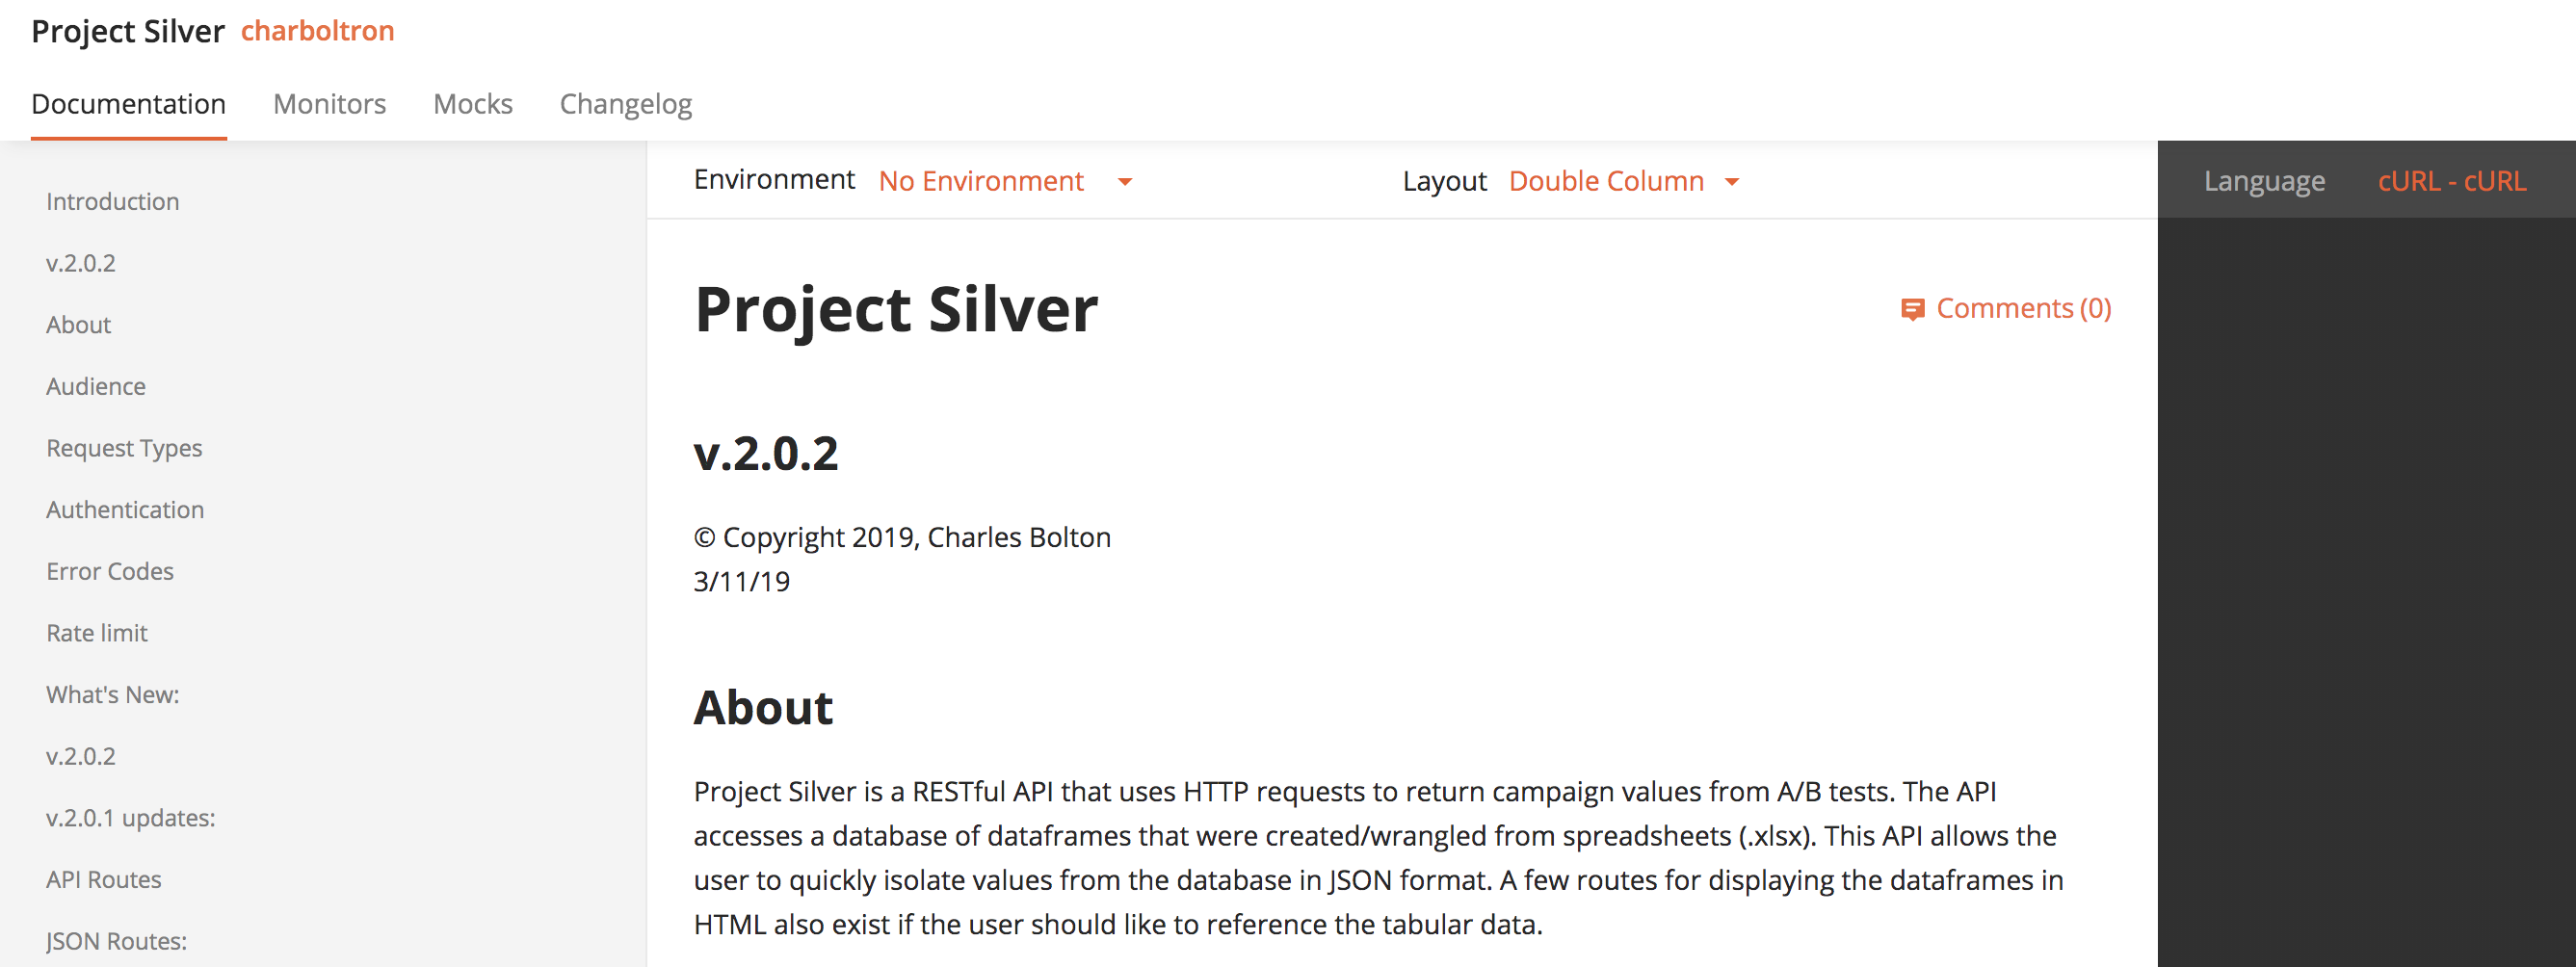 Project Silver charboltron
Documentation Monitors Mocks Changelog
Introduction
v.2.0.2
About
Audience
Request Types
Authentication
Error Codes
Rate limit
What's New:
v.2.0.2
v.2.0.1 updates:
API Routes
JSON Routes:
Environment No Environment Layout Double Column
Language cURL - cURL
Project Silver
Comments (0)
v.2.0.2
© Copyright 2019, Charles Bolton
3/11/19
About
Project Silver is a RESTful API that uses HTTP requests to return campaign values from A/B tests. The API
accesses a database of dataframes that were created/wrangled from spreadsheets (.xlsx). This API allows the
user to quickly isolate values from the database in JSON format. A few routes for displaying the dataframes in
HTML also exist if the user should like to reference the tabular data.